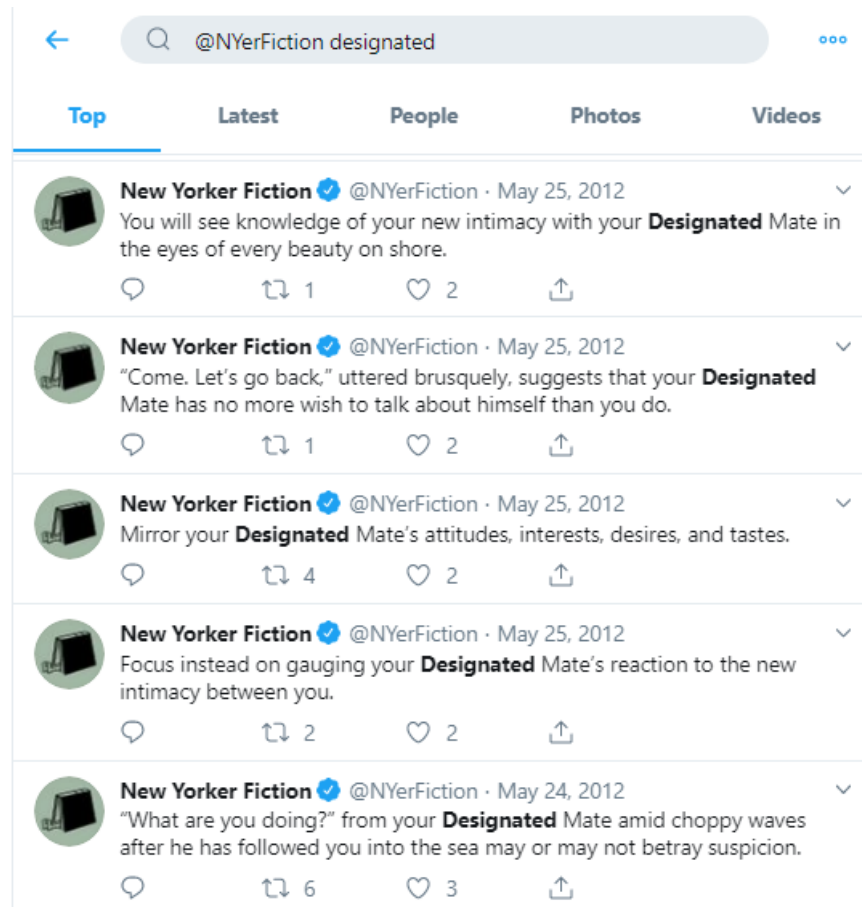 @NYerFiction designated
Top Latest People Photos Videos
New Yorker Fiction @NYerFiction · May 25, 2012
You will see knowledge of your new intimacy with your Designated Mate in
the eyes of every beauty on shore.
1 2
New Yorker Fiction @NYerFiction · May 25, 2012
“Come. Let’s go back,” uttered brusquely, suggests that your Designated
Mate has no more wish to talk about himself than you do.
1 2
New Yorker Fiction @NYerFiction · May 25, 2012
Mirror your Designated Mate’s attitudes, interests, desires, and tastes.
4 2
New Yorker Fiction @NYerFiction · May 25, 2012
Focus instead on gauging your Designated Mate’s reaction to the new
intimacy between you.
2 2
New Yorker Fiction @NYerFiction · May 24, 2012
“What are you doing?” from your Designated Mate amid choppy waves
after he has followed you into the sea may or may not betray suspicion.
6 3